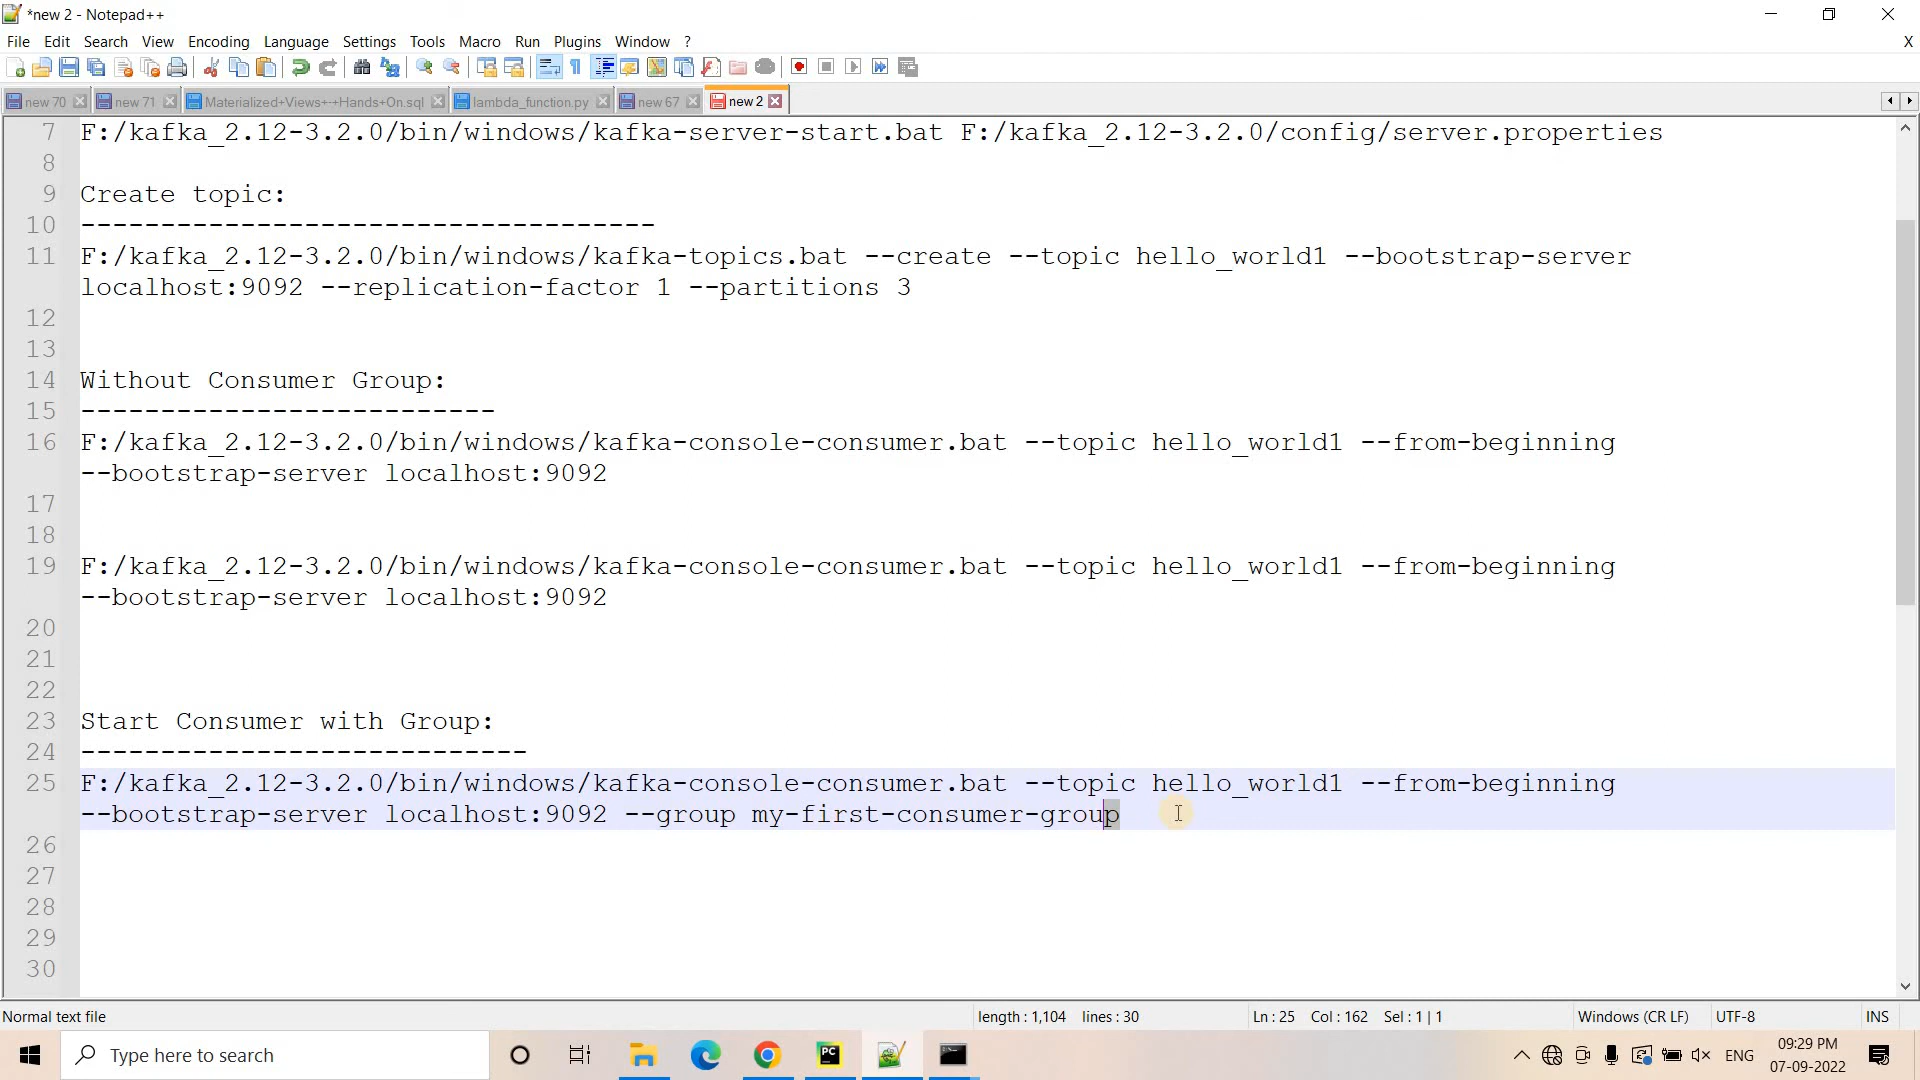 *new 2 - Notepad++
File Edit Search View Encoding Language Settings Tools Macro Run Plugins Window ? X
new 70 new 71 Materialized+Views+-+Hands+On.sql lambda_function.py new 67 new 2
7 F:/kafka_2.12-3.2.0/bin/windows/kafka-server-start.bat F:/kafka_2.12-3.2.0/config/server.properties
8
9 Create topic:
10 ------------------------------------
11 F:/kafka_2.12-3.2.0/bin/windows/kafka-topics.bat --create --topic hello_world1 --bootstrap-server
localhost:9092 --replication-factor 1 --partitions 3
12
13
14 Without Consumer Group:
15 --------------------------
16 F:/kafka_2.12-3.2.0/bin/windows/kafka-console-consumer.bat --topic hello_world1 --from-beginning
--bootstrap-server localhost:9092
17
18
19 F:/kafka_2.12-3.2.0/bin/windows/kafka-console-consumer.bat --topic hello_world1 --from-beginning
--bootstrap-server localhost:9092
20
21
22
23 Start Consumer with Group:
24 ----------------------------
25 F:/kafka_2.12-3.2.0/bin/windows/kafka-console-consumer.bat --topic hello_world1 --from-beginning
--bootstrap-server localhost:9092 --group my-first-consumer-group
26
27
28
29
30
Normal text file length : 1,104 lines : 30 Ln : 25 Col : 162 Sel : 1 | 1 Windows (CR LF) UTF-8 INS
Type here to search PC ENG 09:29 PM
07-09-2022